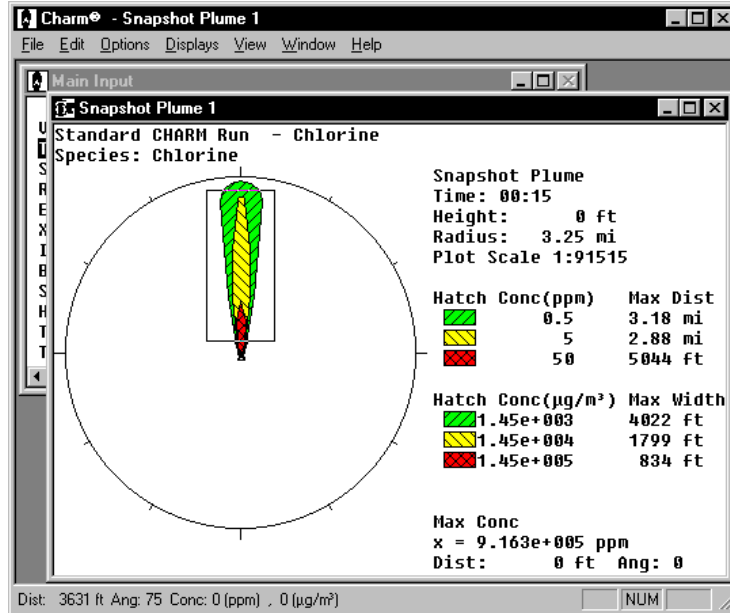 Charm® - Snapshot Plume 1
File Edit Options Displays View Window Help
Main Input
Snapshot Plume 1
Standard CHARM Run - Chlorine
Species: Chlorine
Snapshot Plume
Time: 00:15
Height: 0 ft
Radius: 3.25 mi
Plot Scale 1:91515
Hatch Conc(ppm) Max Dist
0.5 3.18 mi
5 2.88 mi
50 5044 ft
Hatch Conc(µg/m³) Max Width
1.45e+003 4022 ft
1.45e+004 1799 ft
1.45e+005 834 ft
Max Conc
x = 9.163e+005 ppm
Dist: 0 ft Ang: 0
U
T
S
R
E
X
I
B
S
H
T
T
Dist: 3631 ft Ang: 75 Conc: 0 (ppm) , 0 (µg/m³) NUM